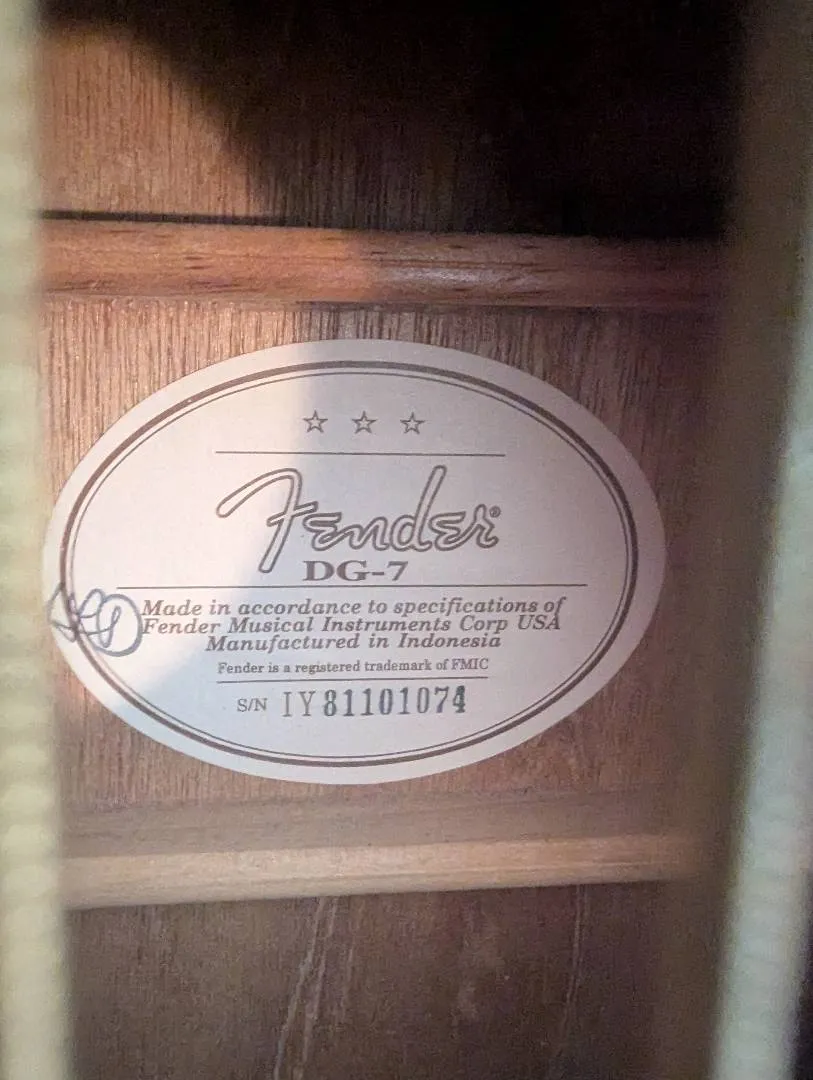 Fender®
DG-7
Made in accordance to specifications of
Fender Musical Instruments Corp USA
Manufactured in Indonesia
Fender is a registered trademark of FMIC
S/N IY81101074